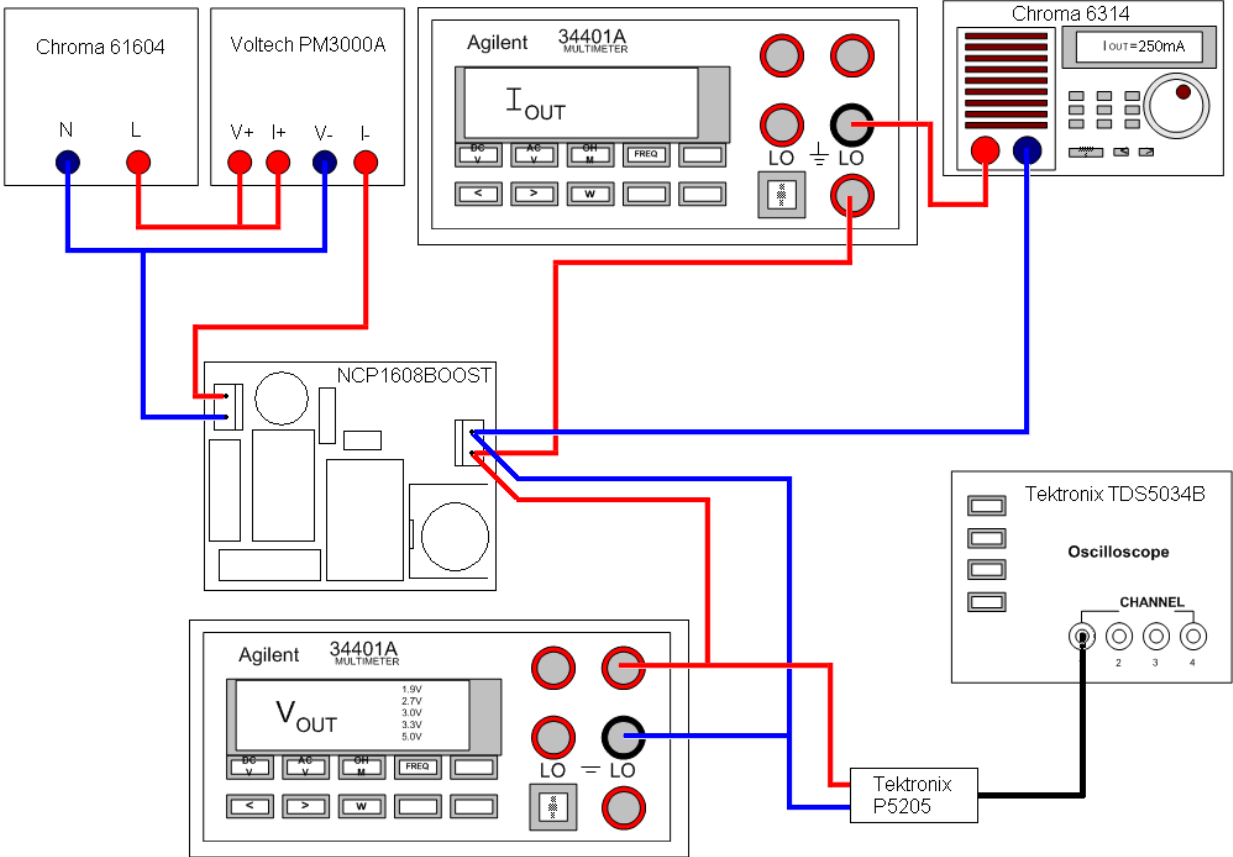 Chroma 61604
N L
Voltech PM3000A
V+ I+ V- I-
Agilent 34401A
MULTIMETER
IOUT
DC V AC V OH M FREQ
< > W
LO LO
Chroma 6314
IOUT=250mA
NCP1608BOOST
Tektronix TDS5034B
Oscilloscope
CHANNEL
2 3 4
Agilent 34401A
MULTIMETER
VOUT
1.9V
2.7V
3.0V
3.3V
5.0V
DC V AC V OH M FREQ
< > W
LO LO
Tektronix
P5205